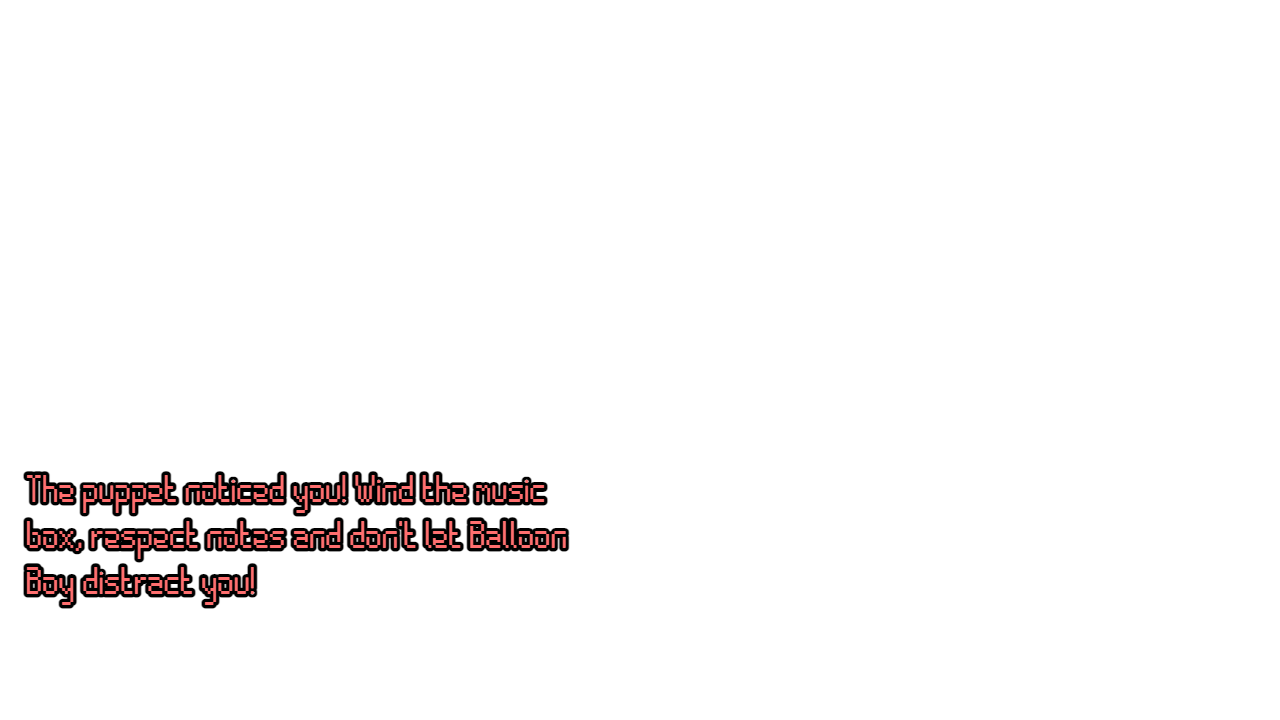 The puppet noticed you! Wind the music
box, respect notes and don't let Balloon
Boy distract you!